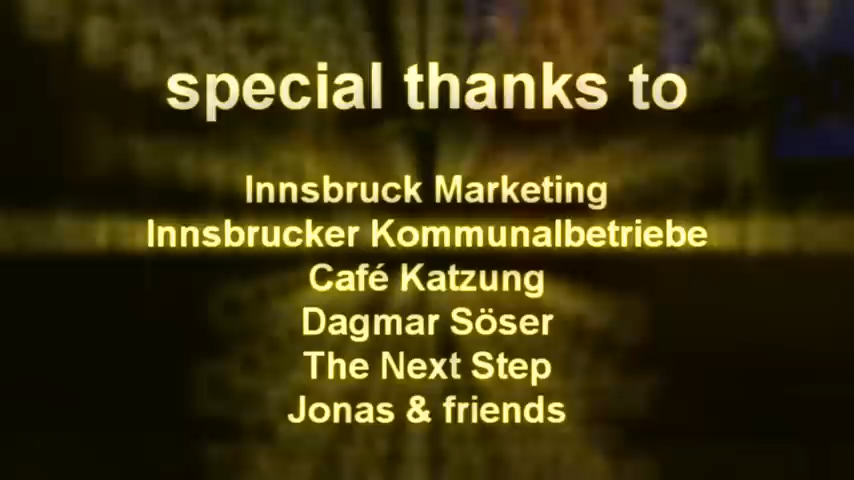 special thanks to
Innsbruck Marketing
Innsbrucker Kommunalbetriebe
Café Katzung
Dagmar Söser
The Next Step
Jonas & friends